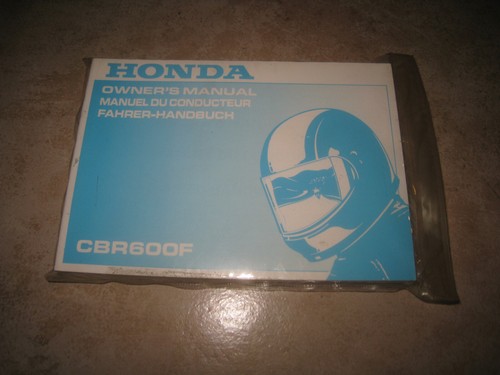 HONDA
OWNER'S MANUAL
MANUEL DU CONDUCTEUR
FAHRER-HANDBUCH
CBR600F